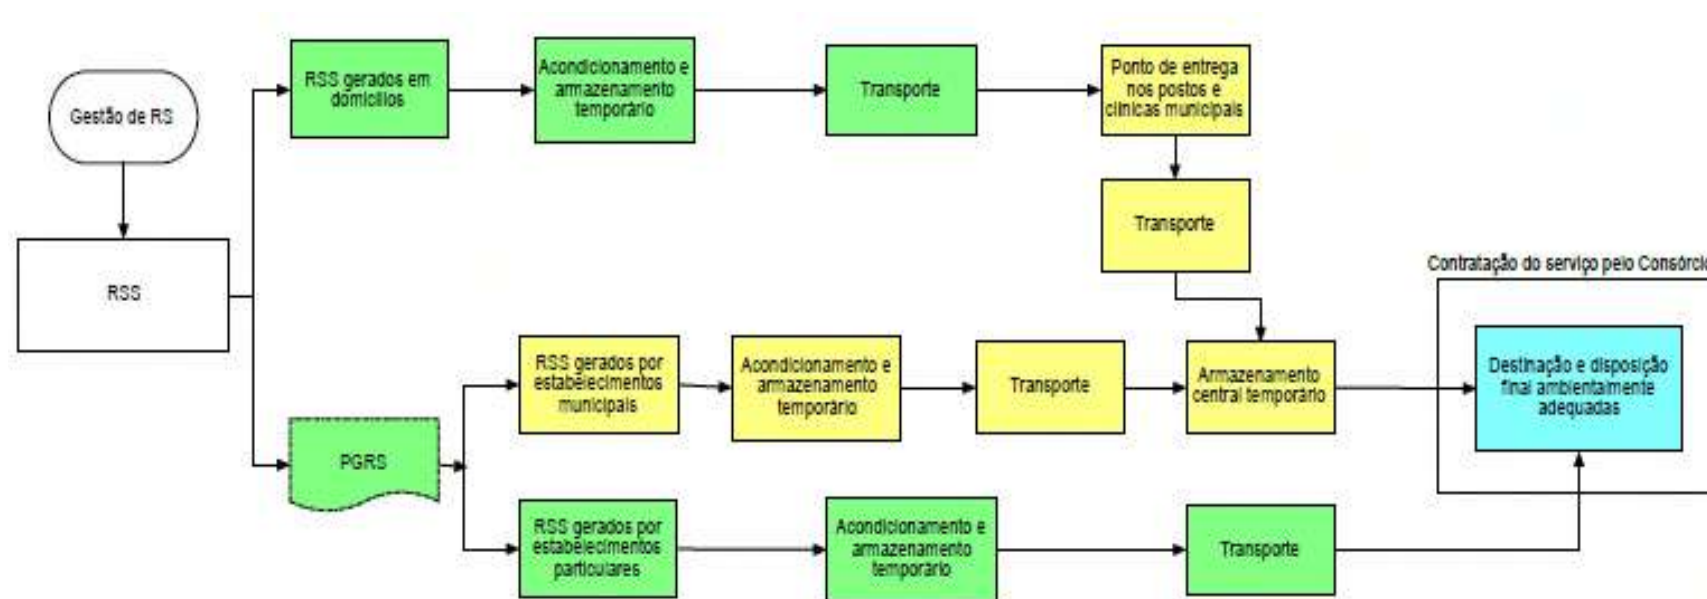 Gestão de RS
RSS
RSS gerados em
domicílios
Acondicionamento e
armazenamento
temporário
Transporte
Ponto de entrega
nos postos e
clínicas municipais
Transporte
Contratação do serviço pelo Consórcio
PGRS
RSS gerados por
estabelecimentos
municipais
Acondicionamento e
armazenamento
temporário
Transporte
Armazenamento
central temporário
Destinação e disposição
final ambientalmente
adequadas
RSS gerados por
estabelecimentos
particulares
Acondicionamento e
armazenamento
temporário
Transporte